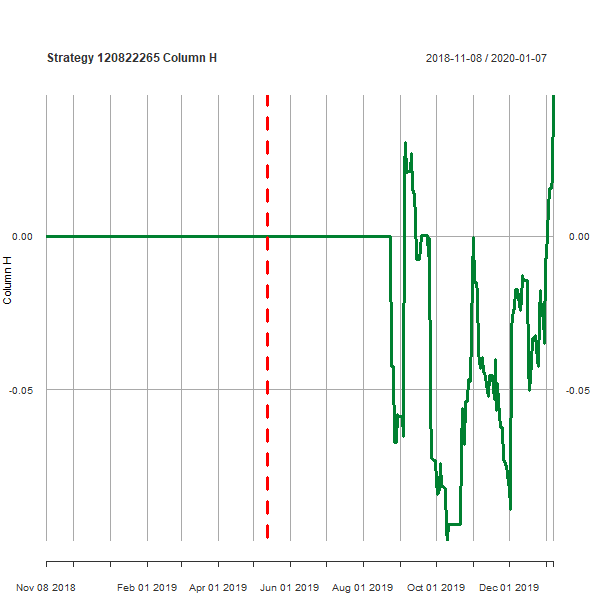 Strategy 120822265 Column H
2018-11-08 / 2020-01-07
0.00
0.00
Column H
-0.05
-0.05
Nov 08 2018
Feb 01 2019
Apr 01 2019
Jun 01 2019
Aug 01 2019
Oct 01 2019
Dec 01 2019